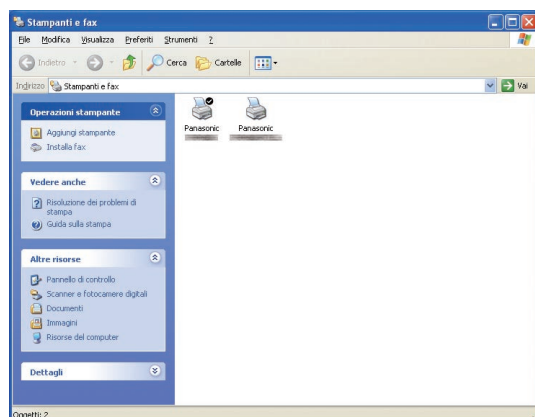 Stampanti e fax
File Modifica Visualizza Preferiti Strumenti ?
Indietro Cerca Cartelle
Indirizzo Stampanti e fax Vai
Operazioni stampante
Aggiungi stampante
Installa fax
Vedere anche
Risoluzione dei problemi di
stampa
Guida sulla stampa
Altre risorse
Pannello di controllo
Scanner e fotocamere digitali
Documenti
Immagini
Risorse del computer
Dettagli
Panasonic Panasonic
Oggetti: 2